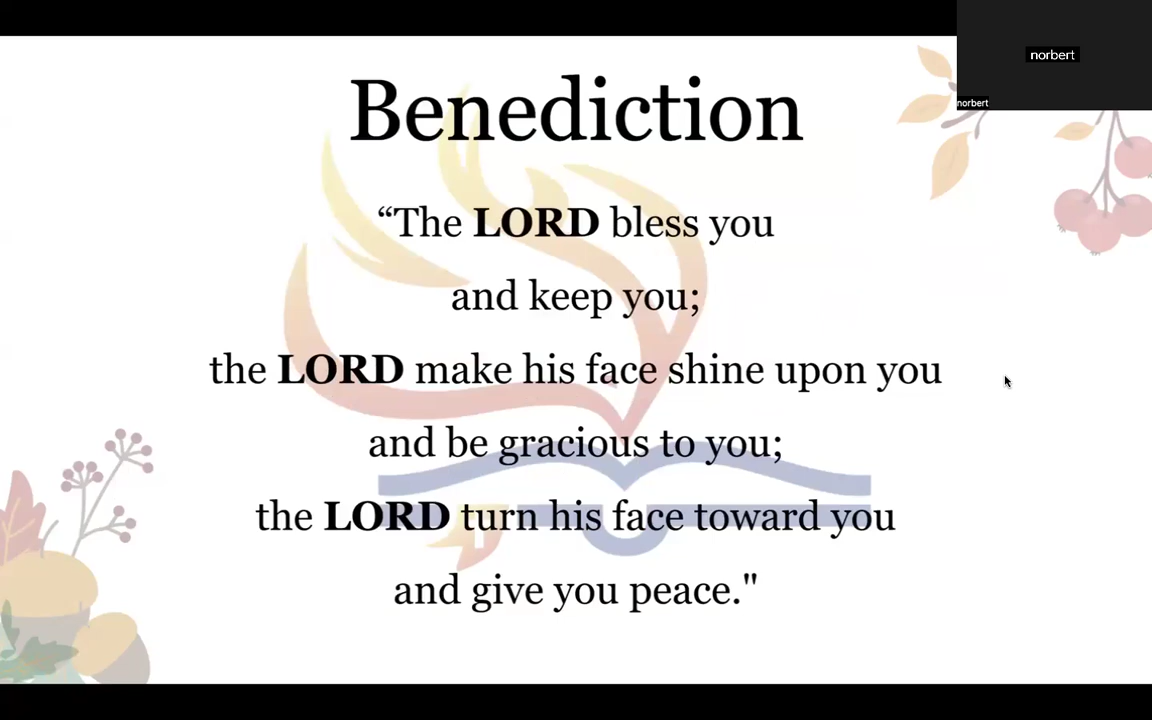 norbert
norbert
Benediction
“The LORD bless you
and keep you;
the LORD make his face shine upon you
and be gracious to you;
the LORD turn his face toward you
and give you peace."